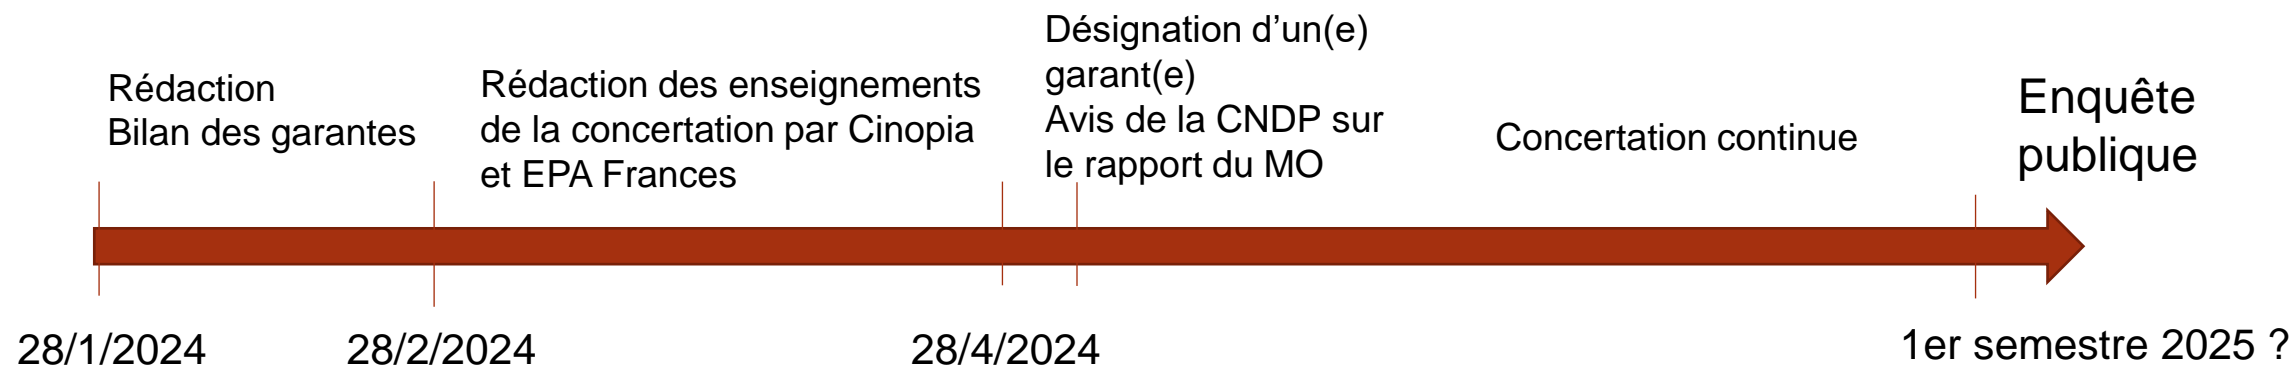 Rédaction
Bilan des garantes
Rédaction des enseignements
de la concertation par Cinopia
et EPA Frances
Désignation d’un(e)
garant(e)
Avis de la CNDP sur
le rapport du MO
Concertation continue
Enquête
publique
28/1/2024
28/2/2024
28/4/2024
1er semestre 2025 ?